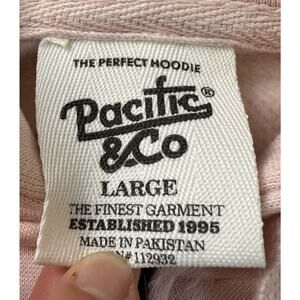 THE PERFECT HOODIE
Pacific®
&Co
LARGE
THE FINEST GARMENT
ESTABLISHED 1995
MADE IN PAKISTAN
N#112932